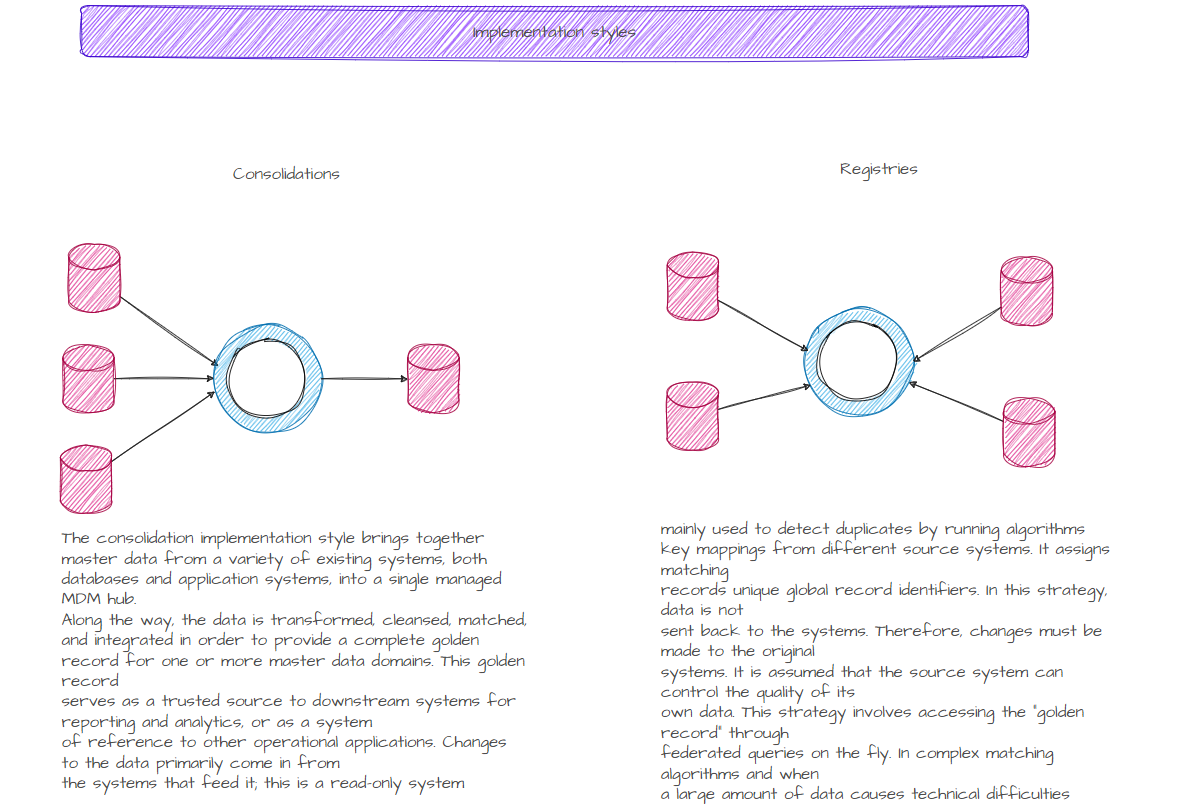 Implementation styles
Consolidations
The consolidation implementation style brings together
master data from a variety of existing systems, both
databases and application systems, into a single managed
MDM hub.
Along the way, the data is transformed, cleansed, matched,
and integrated in order to provide a complete golden
record for one or more master data domains. This golden
record
serves as a trusted source to downstream systems for
reporting and analytics, or as a system
of reference to other operational applications. Changes
to the data primarily come in from
the systems that feed it; this is a read-only system
Registries
mainly used to detect duplicates by running algorithms
key mappings from different source systems. It assigns
matching
records unique global record identifiers. In this strategy,
data is not
sent back to the systems. Therefore, changes must be
made to the original
systems. It is assumed that the source system can
control the quality of its
own data. This strategy involves accessing the "golden
record" through
federated queries on the fly. In complex matching
algorithms and when
a large amount of data causes technical difficulties